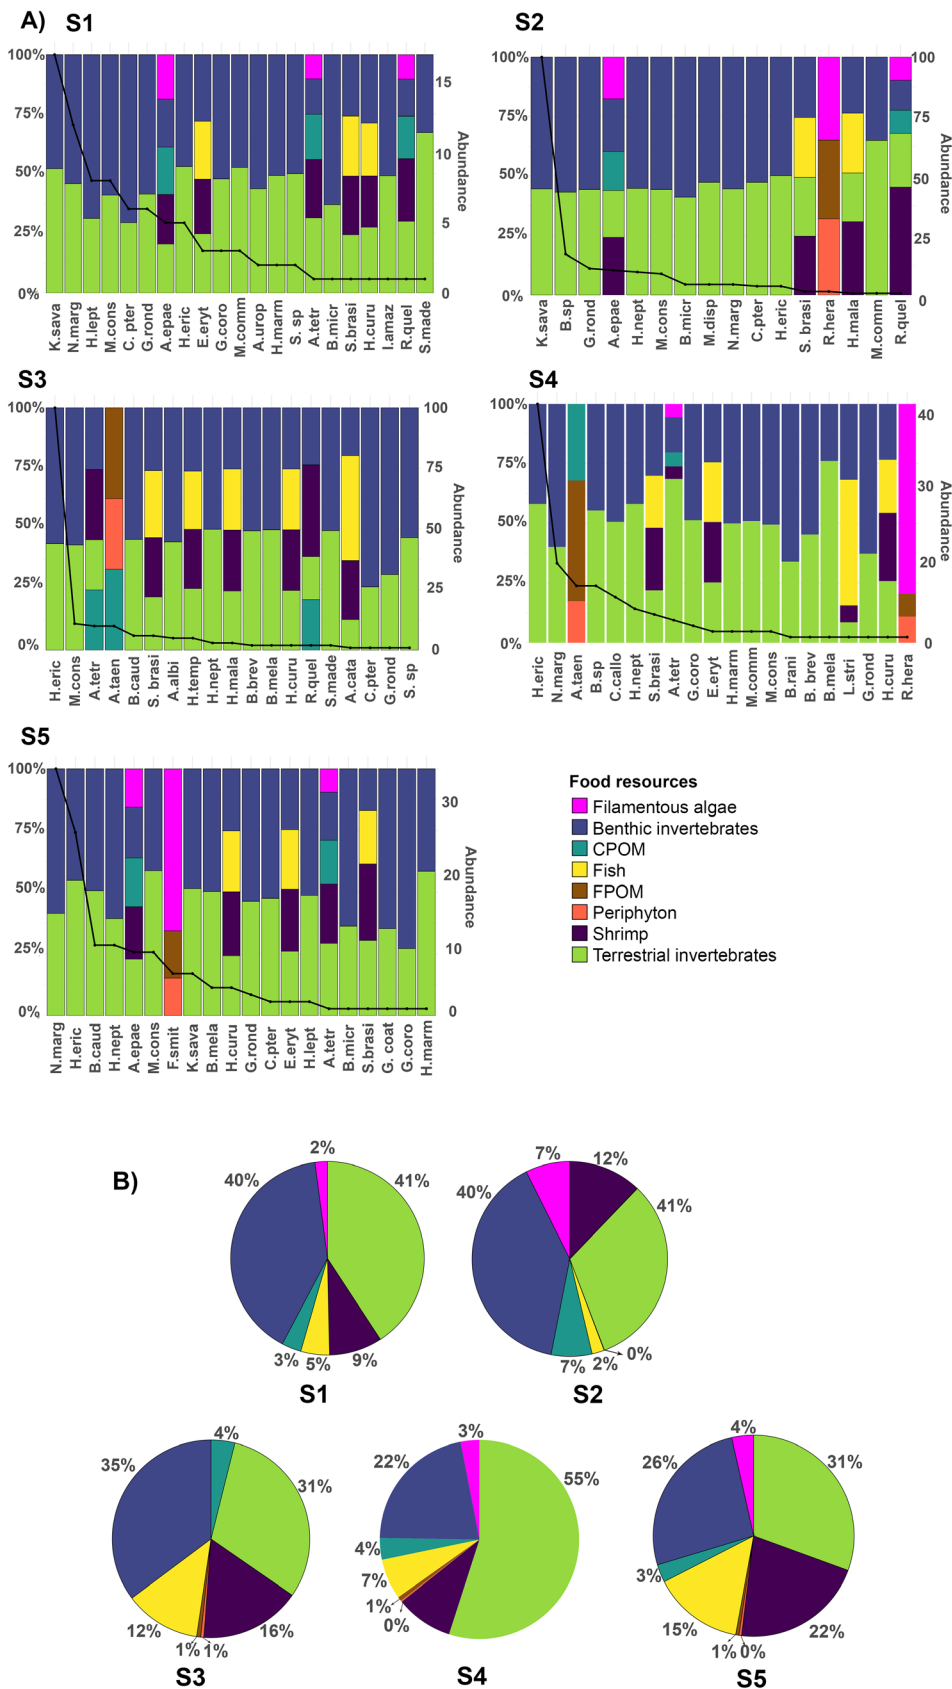 A)
S1
100%
75%
50%
25%
0%
15
10
5
0
Abundance
K.sava
N.marg
H.lept
M.cons
C. pter
G.rond
A.epae
H.eric
E.eryt
G.coro
M.comm
A.urop
H.harm
S. sp
A.tetr
B.micr
S.brasi
H.curu
I.amaz
R.quel
S.made
S2
100%
75%
50%
25%
0%
100
75
50
25
0
Abundance
K.sava
B.sp
G.rond
A.epae
H.nept
M.cons
B.micr
M.disp
N.marg
C.pter
H.eric
S. brasi
R.hera
H.mala
M.comm
R.quel
S3
100%
75%
50%
25%
0%
100
75
50
25
0
Abundance
H.eric
M.cons
A.tetr
A.taen
B.caud
S. brasi
A.albi
H.temp
H.nept
H.mala
B.brev
B.mela
H.curu
R.quel
S.made
A.cata
C.pter
G.rond
S. sp
S4
100%
75%
50%
25%
0%
40
30
20
10
0
Abundance
H.eric
N.marg
A.taen
B.sp
C.callo
H.nept
S.brasi
A.tetr
G.coro
E.eryt
H.marm
M.comm
M.cons
B.rani
B.brev
B.mela
L.stri
G.rond
H.curu
R.hera
S5
100%
75%
50%
25%
0%
30
20
10
0
Abundance
N.marg
H.eric
B.caud
H.nept
A.epae
M.cons
F.smit
K.sava
B.mela
H.curu
G.rond
C.pter
E.eryt
H.lept
A.tetr
B.micr
S.brasi
G. coat
G.coro
H.marm
Food resources
Filamentous algae
Benthic invertebrates
CPOM
Fish
FPOM
Periphyton
Shrimp
Terrestrial invertebrates
B)
2%
40%
41%
3%
5%
9%
S1
7%
12%
40%
41%
7%
2%
0%
S2
4%
35%
31%
12%
1%
1%
16%
S3
3%
22%
55%
4%
7%
1%
0%
S4
4%
26%
31%
3%
15%
1%
0%
22%
S5